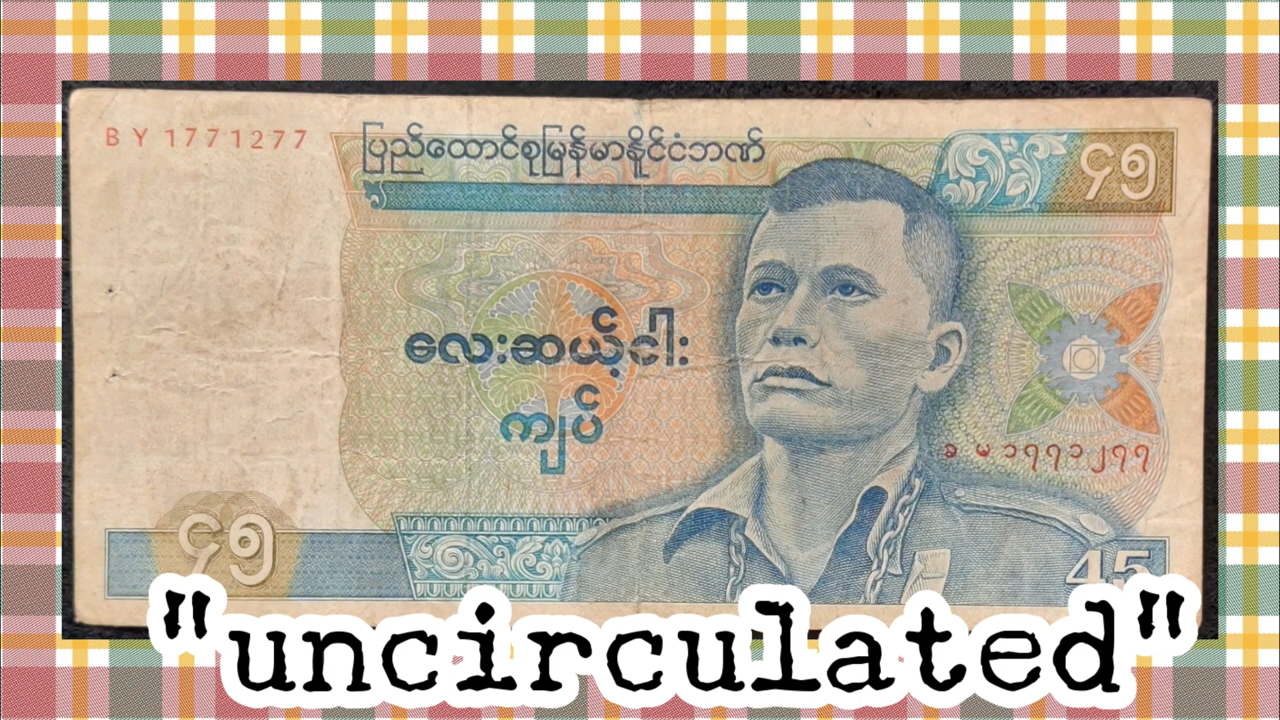 BY 1771277
ပြည်ထောင်စုမြန်မာနိုင်ငံဘဏ်
၄၅
လေးဆယ့်ငါး
ကျပ်
ခ မ ၁၇၇၁၂၇၇
၄၅
45
"uncirculated"